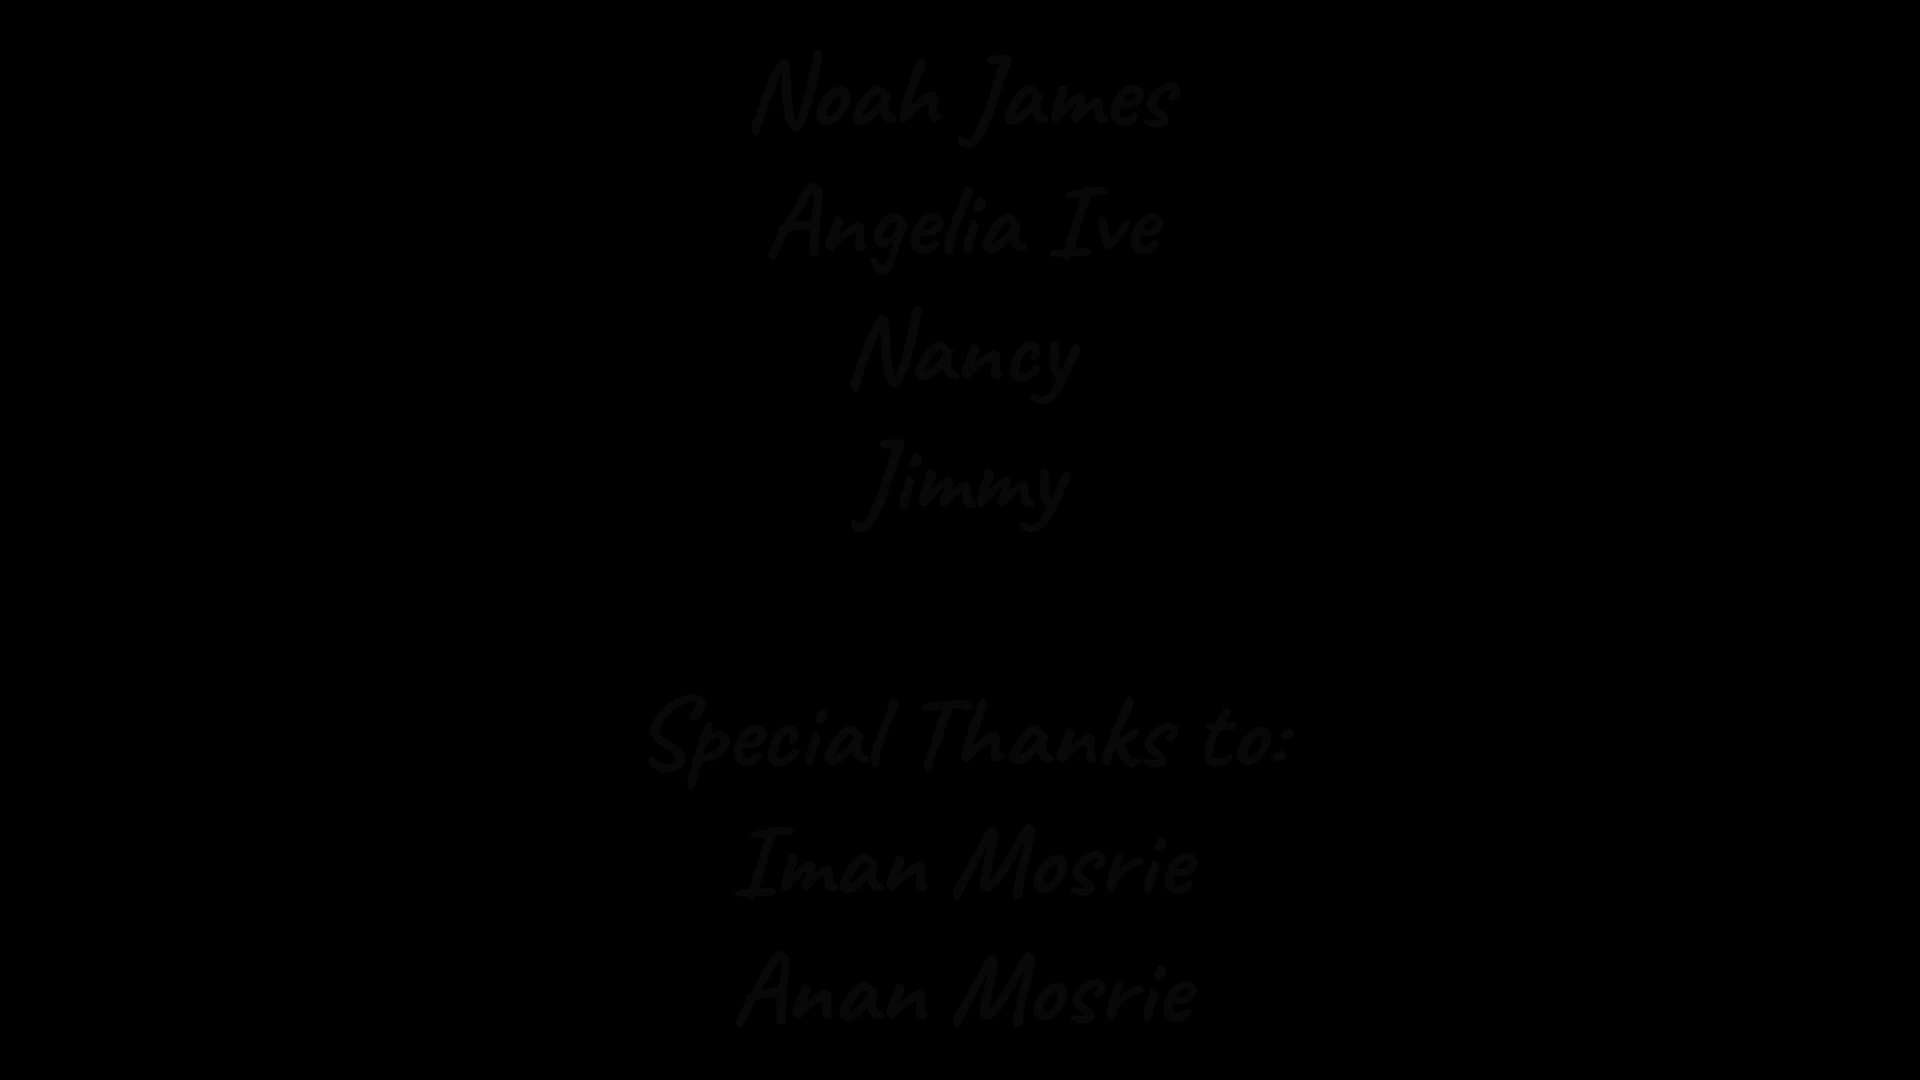 Noah James
Angelia Ive
Nancy
Jimmy
Special Thanks to:
Iman Mosrie
Anan Mosrie